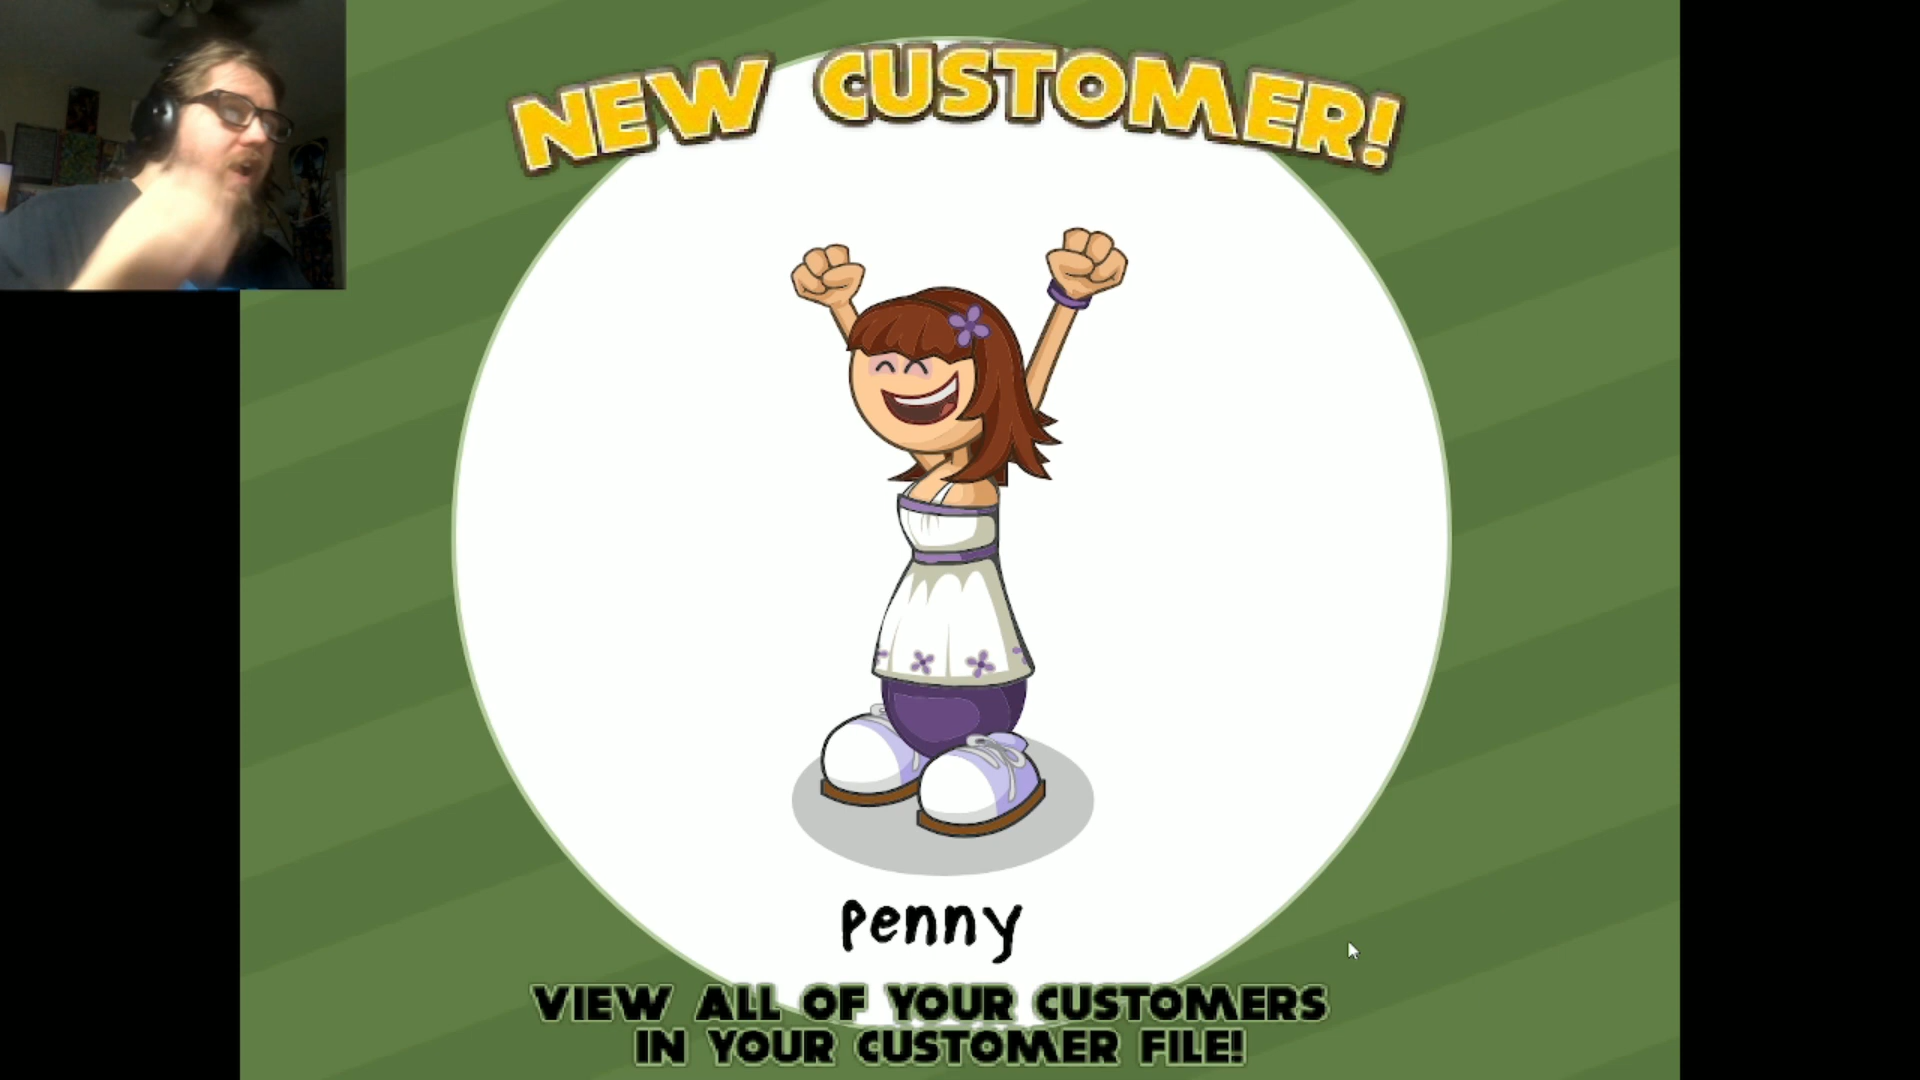 NEW CUSTOMER!
penny
VIEW ALL OF YOUR CUSTOMERS
IN YOUR CUSTOMER FILE!